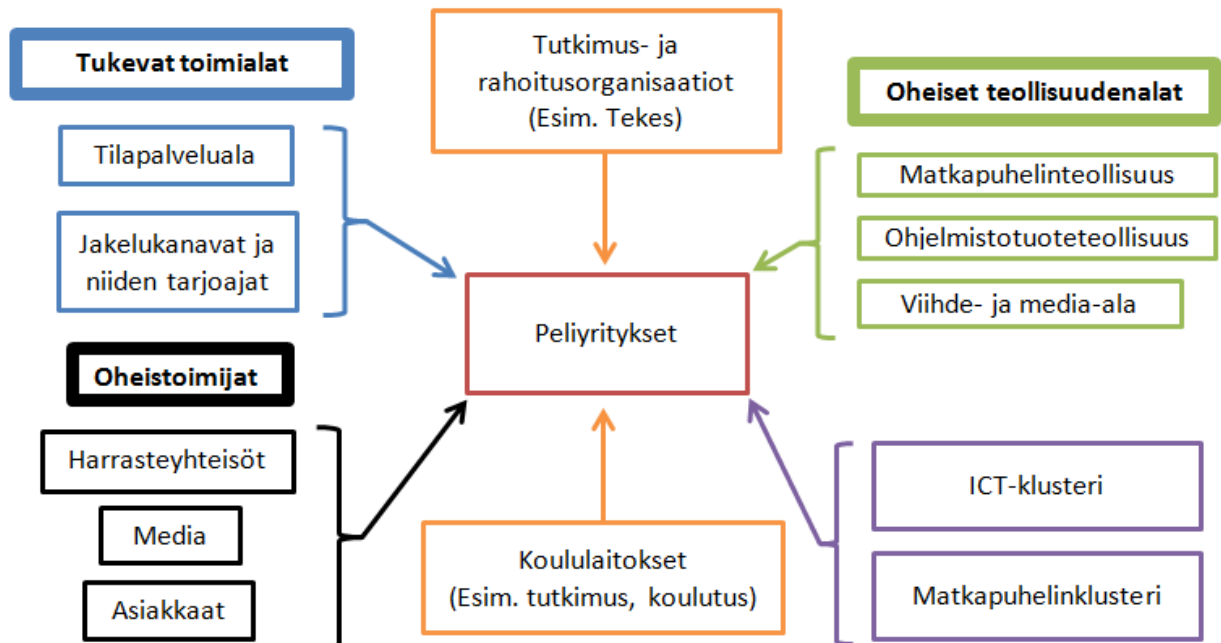 Tukevat toimialat
Tilapalveluala
Jakelukanavat ja
niiden tarjoajat
Oheistoimijat
Harrasteyhteisöt
Media
Asiakkaat
Tutkimus- ja
rahoitusorganisaatiot
(Esim. Tekes)
Peliyritykset
Koululaitokset
(Esim. tutkimus, koulutus)
Oheiset teollisuudenalat
Matkapuhelinteollisuus
Ohjelmistotuoteteollisuus
Viihde- ja media-ala
ICT-klusteri
Matkapuhelinklusteri